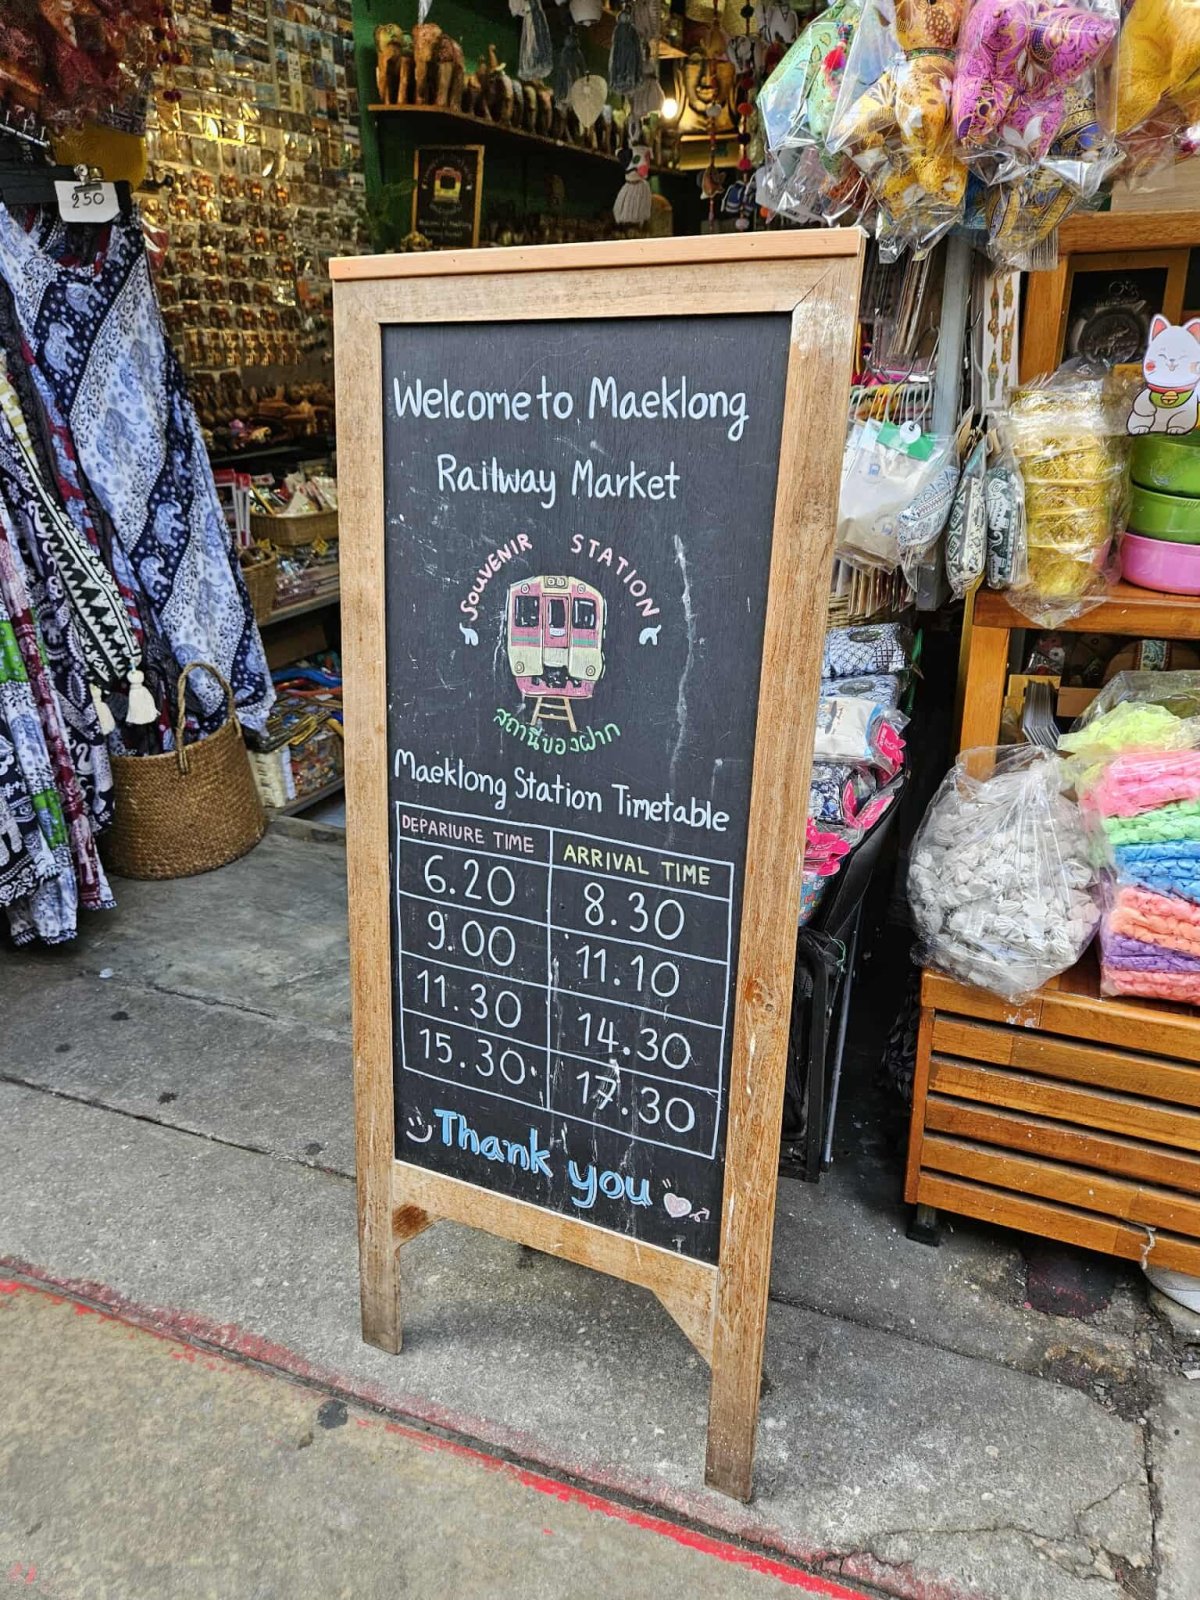 250
Welcome to Maeklong
Railway Market
SOUVENIR STATION
สถานีของฝาก
Maeklong Station Timetable
DEPARIURE TIME ARRIVAL TIME
6.20 8.30
9.00 11.10
11.30 14.30
15.30 17.30
Thank you